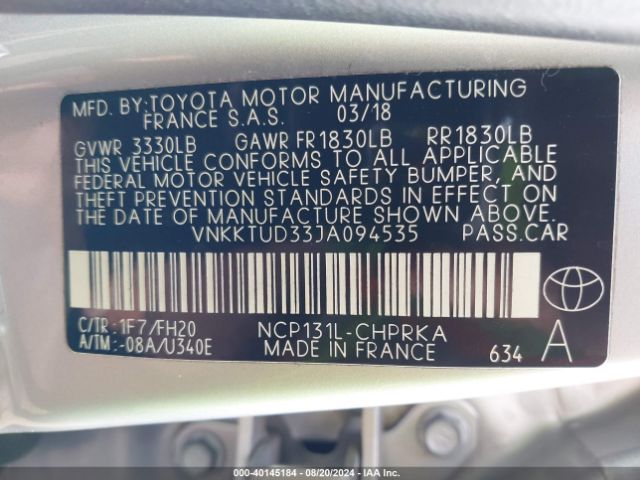 MFD. BY:TOYOTA MOTOR MANUFACTURING
FRANCE S.A.S. 03/18
GVWR 3330LB GAWR FR1830LB RR1830LB
THIS VEHICLE CONFORMS TO ALL APPLICABLE
FEDERAL MOTOR VEHICLE SAFETY BUMPER, AND
THEFT PREVENTION STANDARDS IN EFFECT ON
THE DATE OF MANUFACTURE SHOWN ABOVE.
VNKKTUD33JA094535 PASS.CAR
C/TR: 1F7/FH20 NCP131L-CHPRKA
A/TM: -08A/U340E MADE IN FRANCE 634 A
200-40145184 - 08/20/2024 - IAA Inc.